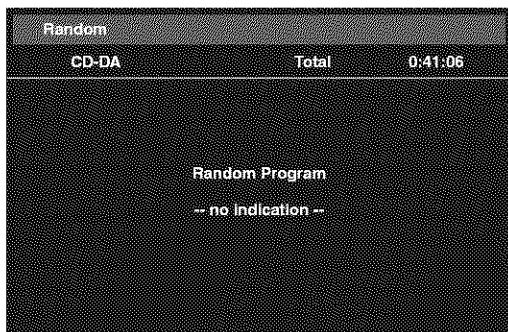 Random
CD-DA Total 0:41:06
Random Program
-- no indication --